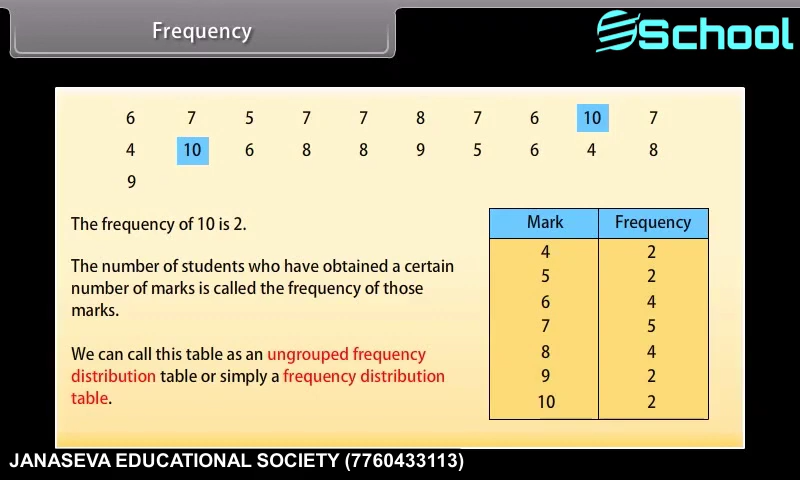 Frequency
School
6 7 5 7 7 8 7 6 10 7
4 10 6 8 8 9 5 6 4 8
9
The frequency of 10 is 2.
The number of students who have obtained a certain
number of marks is called the frequency of those
marks.
We can call this table as an ungrouped frequency
distribution table or simply a frequency distribution
table.
Mark Frequency
4 2
5 2
6 4
7 5
8 4
9 2
10 2
JANASEVA EDUCATIONAL SOCIETY (7760433113)